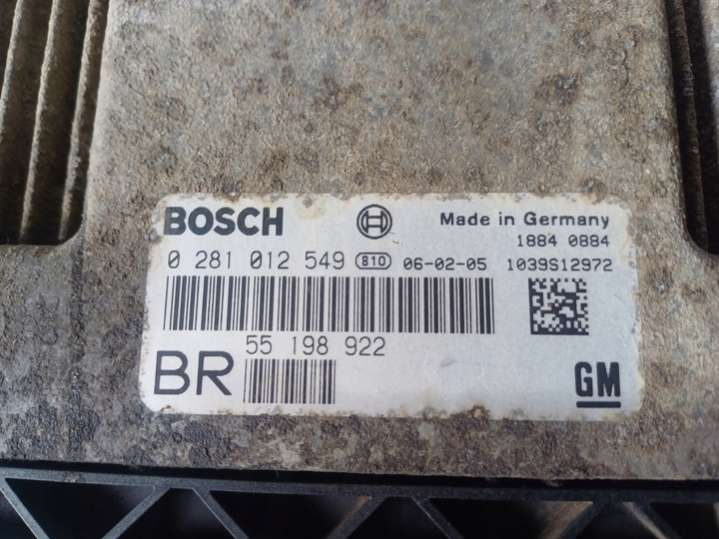 BOSCH Made in Germany
1884 0884
0 281 012 549 810 06-02-05 1039S12972
55 198 922
BR GM